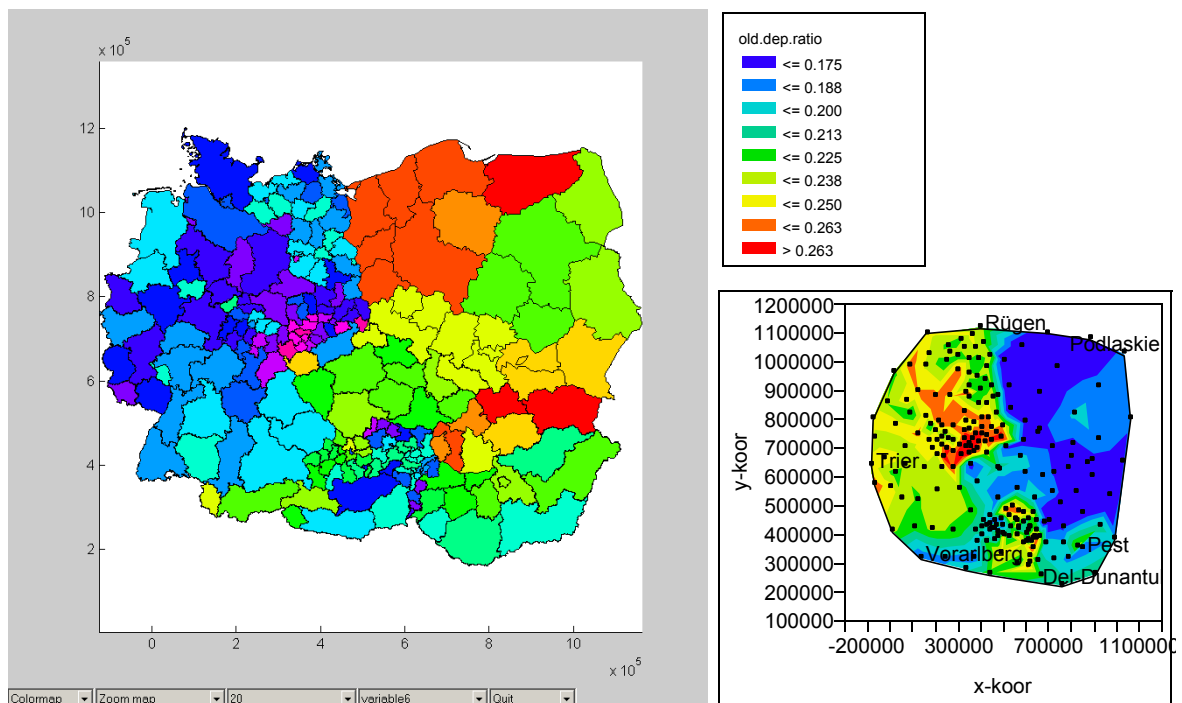 x 10^5
12
10
8
6
4
2
0 2 4 6 8 10
x 10^5
Colormap Zoom map 20 variable6 Quit
old.dep.ratio
<= 0.175
<= 0.188
<= 0.200
<= 0.213
<= 0.225
<= 0.238
<= 0.250
<= 0.263
> 0.263
y-koor
1200000
1100000
1000000
900000
800000
700000
600000
500000
400000
300000
200000
100000
Rügen
Podlaskie
Trier
Vorarlberg
Pest
Del-Dunantu
-200000 300000 700000 1100000
x-koor